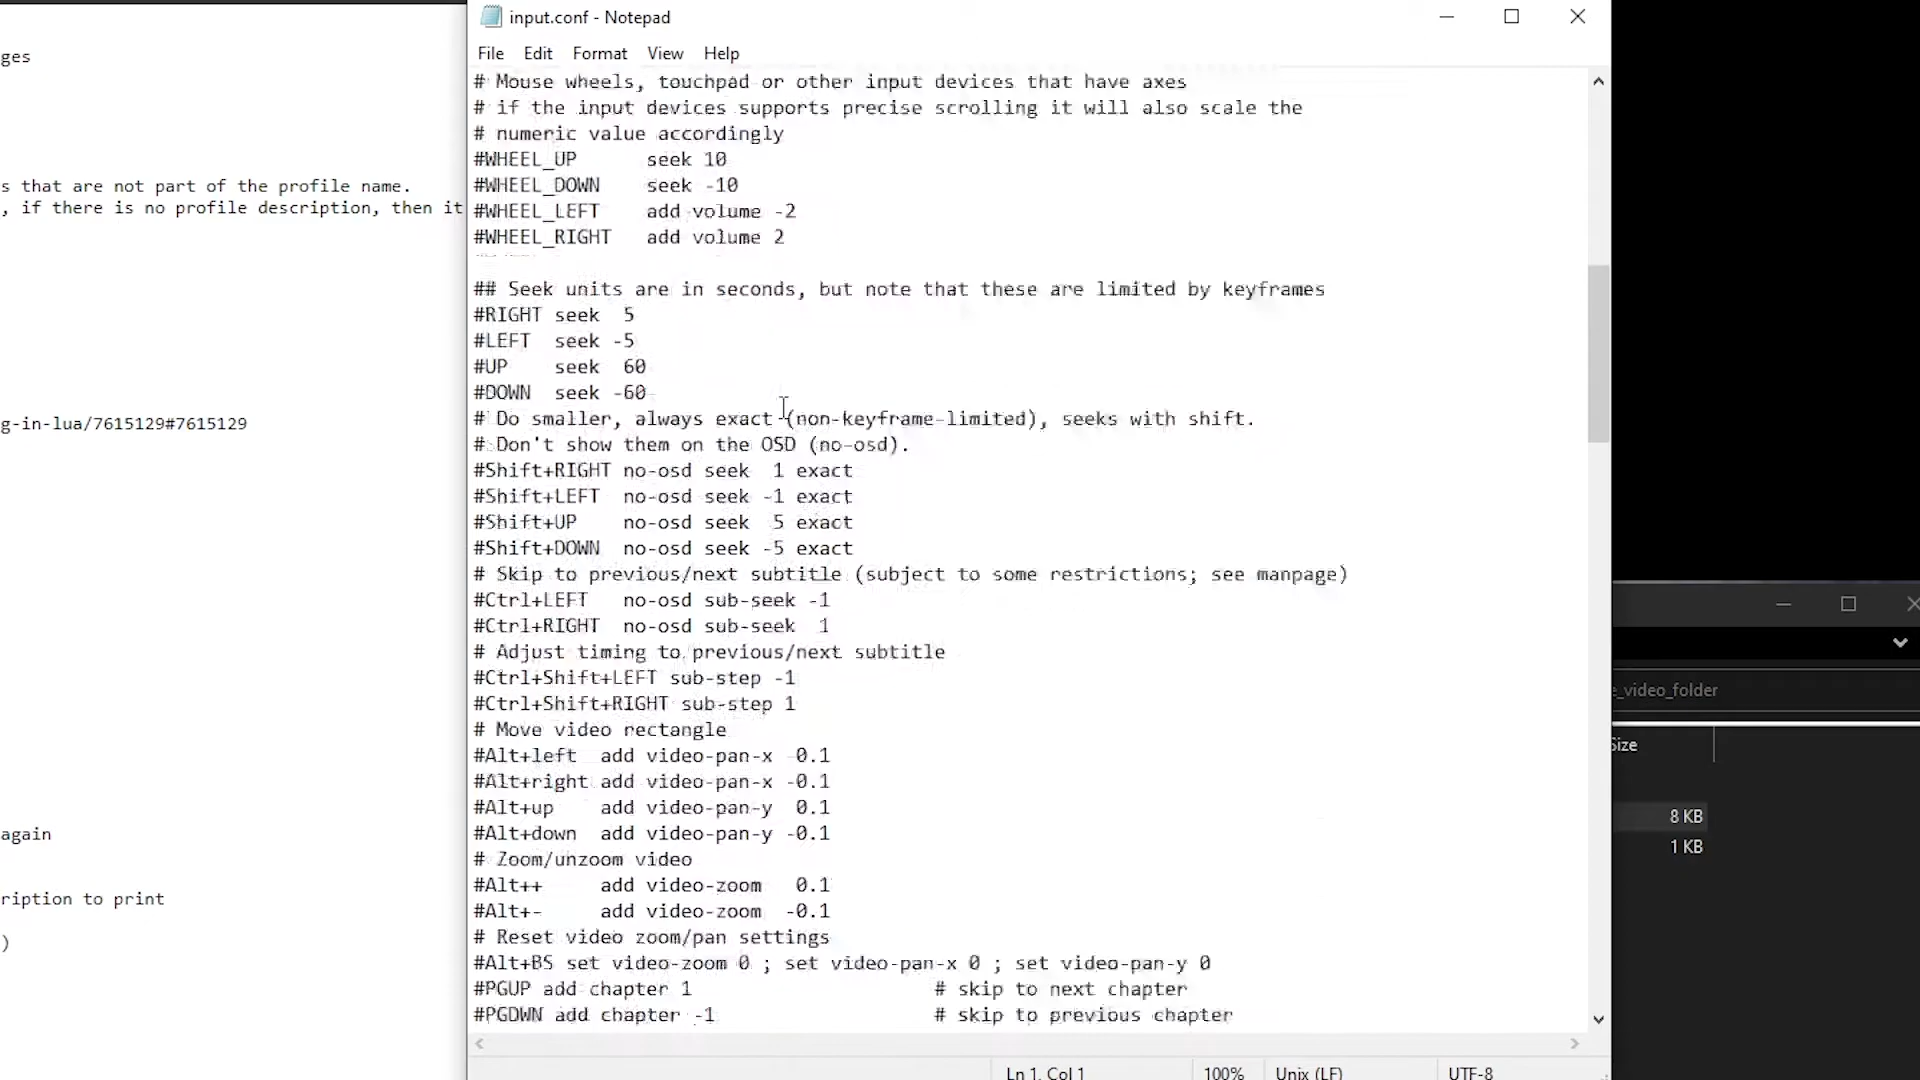 input.conf - Notepad
File Edit Format View Help
# Mouse wheels, touchpad or other input devices that have axes
# if the input devices supports precise scrolling it will also scale the
# numeric value accordingly
#WHEEL_UP      seek 10
#WHEEL_DOWN    seek -10
#WHEEL_LEFT    add volume -2
#WHEEL_RIGHT   add volume 2
## Seek units are in seconds, but note that these are limited by keyframes
#RIGHT seek  5
#LEFT  seek -5
#UP    seek  60
#DOWN  seek -60
# Do smaller, always exact (non-keyframe-limited), seeks with shift.
# Don't show them on the OSD (no-osd).
#Shift+RIGHT no-osd seek  1 exact
#Shift+LEFT  no-osd seek -1 exact
#Shift+UP    no-osd seek  5 exact
#Shift+DOWN  no-osd seek -5 exact
# Skip to previous/next subtitle (subject to some restrictions; see manpage)
#Ctrl+LEFT   no-osd sub-seek -1
#Ctrl+RIGHT  no-osd sub-seek  1
# Adjust timing to previous/next subtitle
#Ctrl+Shift+LEFT sub-step -1
#Ctrl+Shift+RIGHT sub-step 1
# Move video rectangle
#Alt+left  add video-pan-x  0.1
#Alt+right add video-pan-x -0.1
#Alt+up    add video-pan-y  0.1
#Alt+down  add video-pan-y -0.1
# Zoom/unzoom video
#Alt++     add video-zoom   0.1
#Alt+-     add video-zoom  -0.1
# Reset video zoom/pan settings
#Alt+BS set video-zoom 0 ; set video-pan-x 0 ; set video-pan-y 0
#PGUP add chapter 1                     # skip to next chapter
#PGDWN add chapter -1                   # skip to previous chapter
Ln 1, Col 1 100% Unix (LF) UTF-8
ges
s that are not part of the profile name.
, if there is no profile description, then it
g-in-lua/7615129#7615129
again
ription to print
)
e_video_folder
Size
8 KB
1 KB